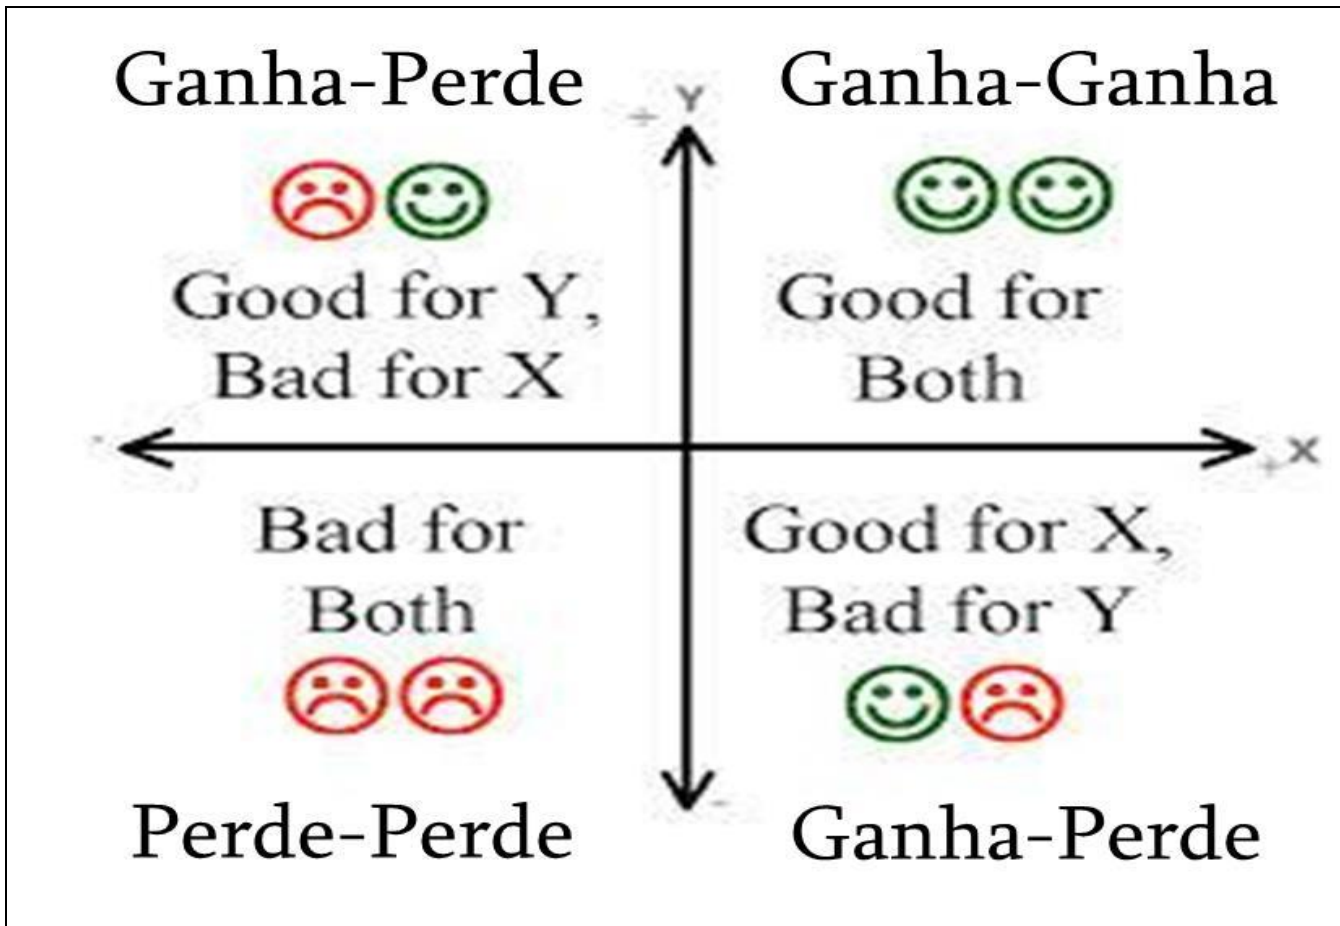 Ganha-Perde
Good for Y,
Bad for X
+ Y
Ganha-Ganha
Good for
Both
-
+ X
Bad for
Both
Perde-Perde
Good for X,
Bad for Y
-
Ganha-Perde